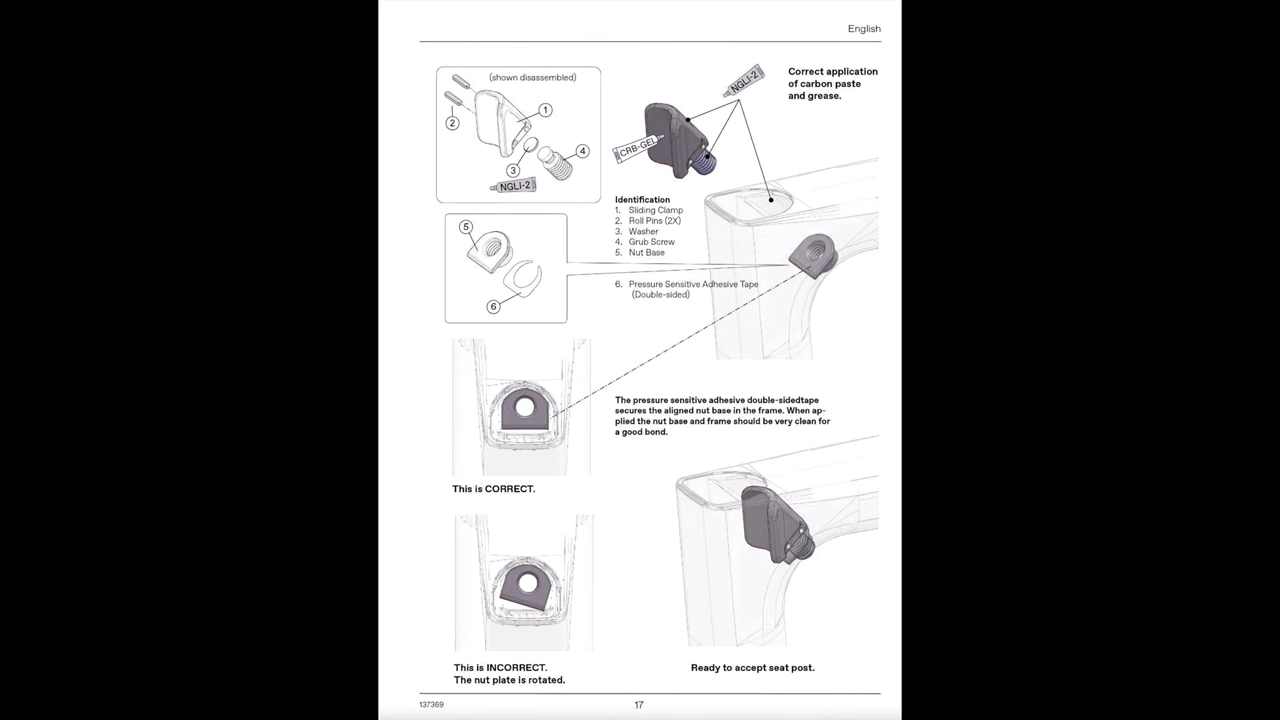 English
(shown disassembled)
1
2
3
4
NGLI-2
NGLI-2
CRB-GEL
Correct application
of carbon paste
and grease.
Identification
1. Sliding Clamp
2. Roll Pins (2X)
3. Washer
4. Grub Screw
5. Nut Base
6. Pressure Sensitive Adhesive Tape
(Double-sided)
5
6
The pressure sensitive adhesive double-sidedtape
secures the aligned nut base in the frame. When ap-
plied the nut base and frame should be very clean for
a good bond.
This is CORRECT.
This is INCORRECT.
The nut plate is rotated.
Ready to accept seat post.
137369
17